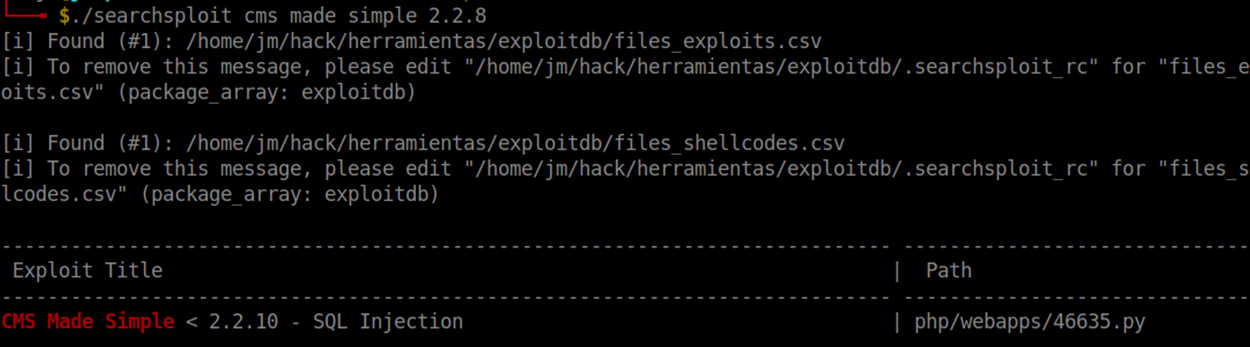 $./searchsploit cms made simple 2.2.8
[i] Found (#1): /home/jm/hack/herramientas/exploitdb/files_exploits.csv
[i] To remove this message, please edit "/home/jm/hack/herramientas/exploitdb/.searchsploit_rc" for "files_e
oits.csv" (package_array: exploitdb)
[i] Found (#1): /home/jm/hack/herramientas/exploitdb/files_shellcodes.csv
[i] To remove this message, please edit "/home/jm/hack/herramientas/exploitdb/.searchsploit_rc" for "files_s
lcodes.csv" (package_array: exploitdb)
Exploit Title | Path
CMS Made Simple < 2.2.10 - SQL Injection | php/webapps/46635.py